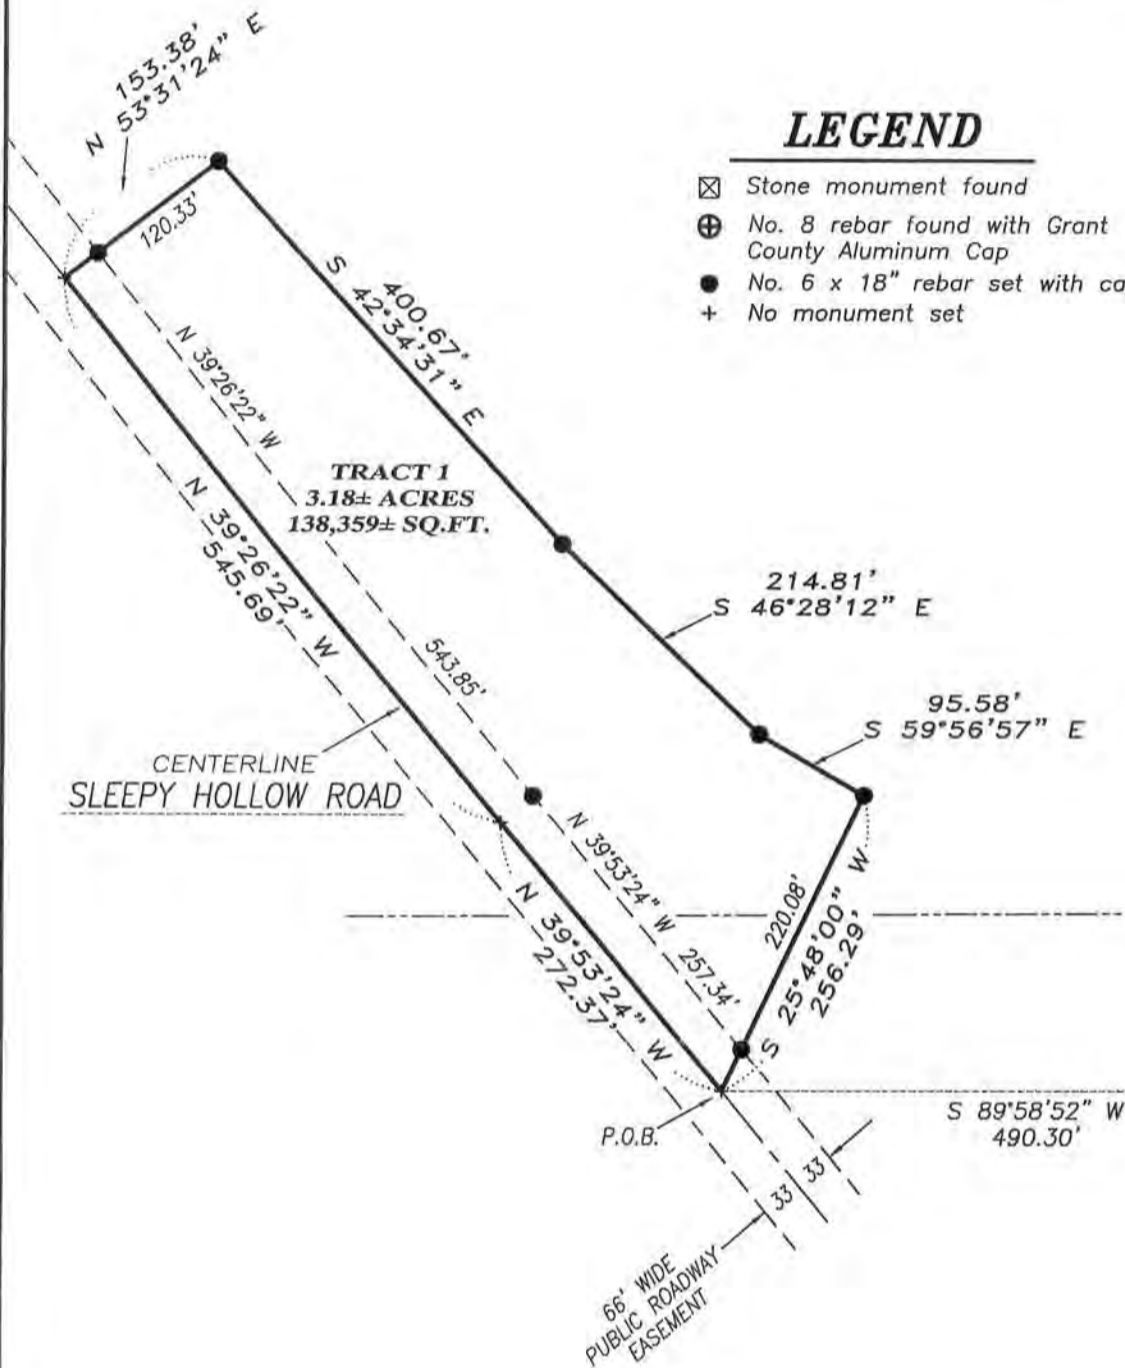 153.38'
N 53°31'24" E
120.33'
LEGEND
Stone monument found
No. 8 rebar found with Grant
County Aluminum Cap
No. 6 x 18" rebar set with ca
No monument set
400.67'
S 42°34'31" E
N 39°26'22" W
TRACT 1
3.18± ACRES
138,359± SQ.FT.
N 39°26'22" W
545.69'
214.81'
S 46°28'12" E
543.85'
95.58'
S 59°56'57" E
CENTERLINE
SLEEPY HOLLOW ROAD
N 39°53'24" W 257.34'
220.08'
S 25°48'00" W
256.29'
N 39°53'24" W
272.37'
P.O.B.
S 89°58'52" W
490.30'
33 33
66' WIDE
PUBLIC ROADWAY
EASEMENT